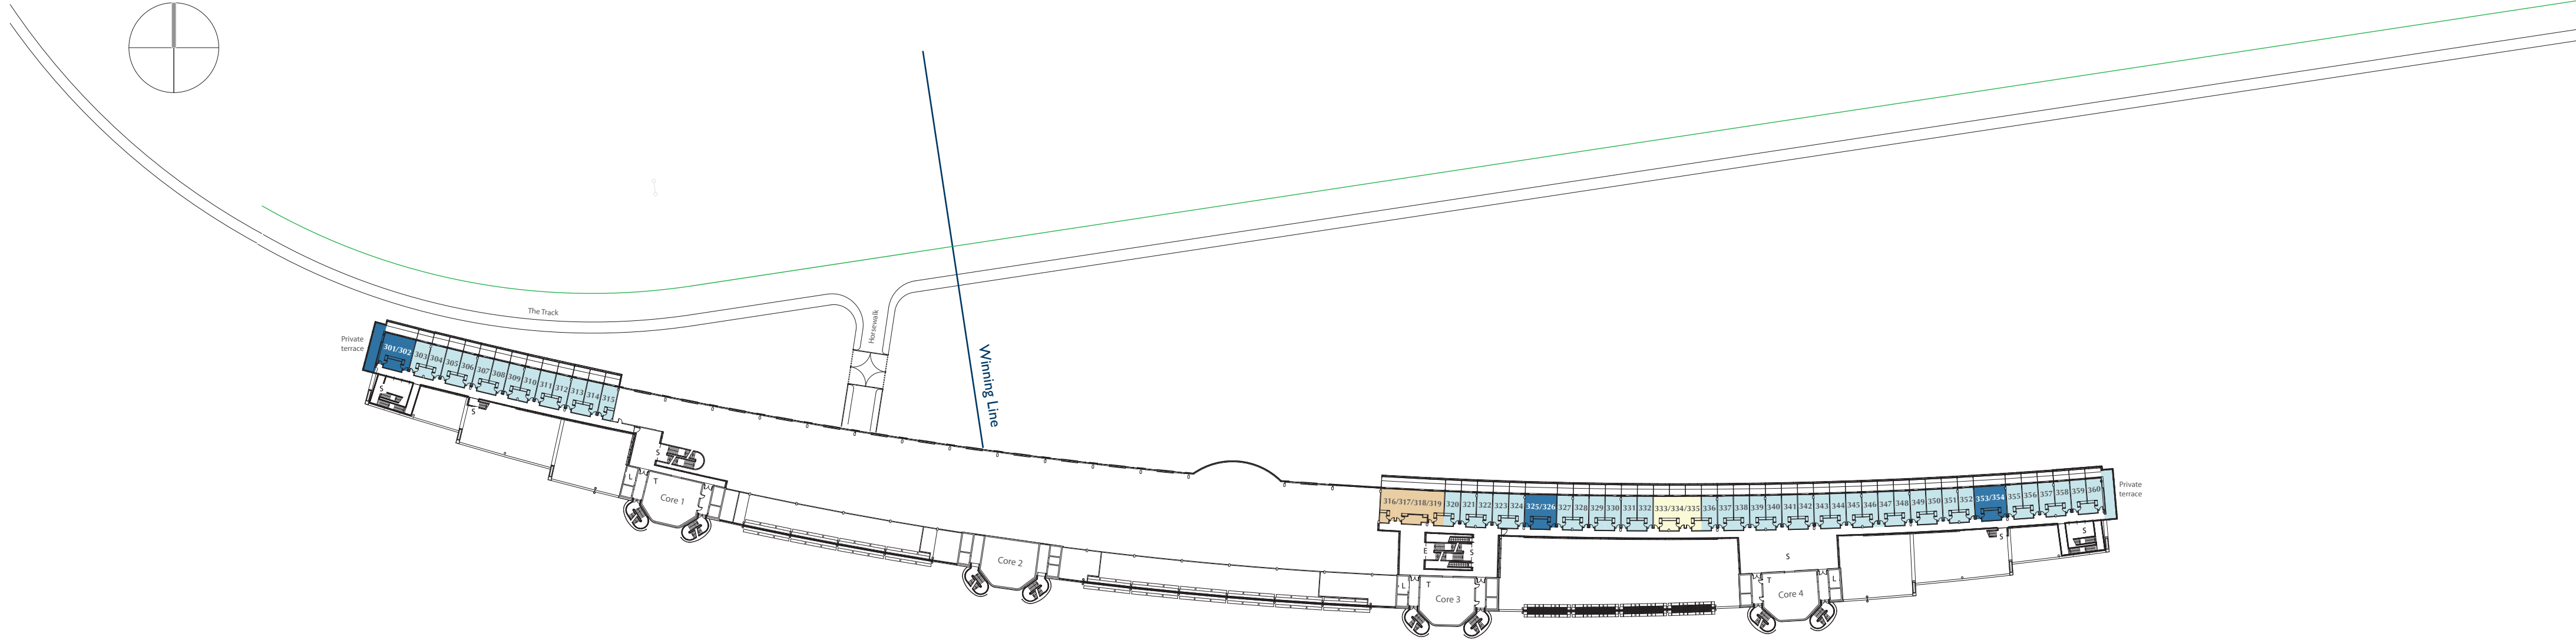 The Track
Horsewalk
Winning Line
Private
terrace
301/302 303 304 305 306 307 308 309 310 311 312 313 314 315
S
S
S
L
T
Core 1
Core 2
316/317/318/319 320 321 322 323 324 325/326 327 328 329 330 331 332 333/334/335 336 337 338 339 340 341 342 343 344 345 346 347 348 349 350 351 352 353/354 355 356 357 358 359 360
Private
terrace
E
S
L
T
Core 3
S
T
L
Core 4
S
S